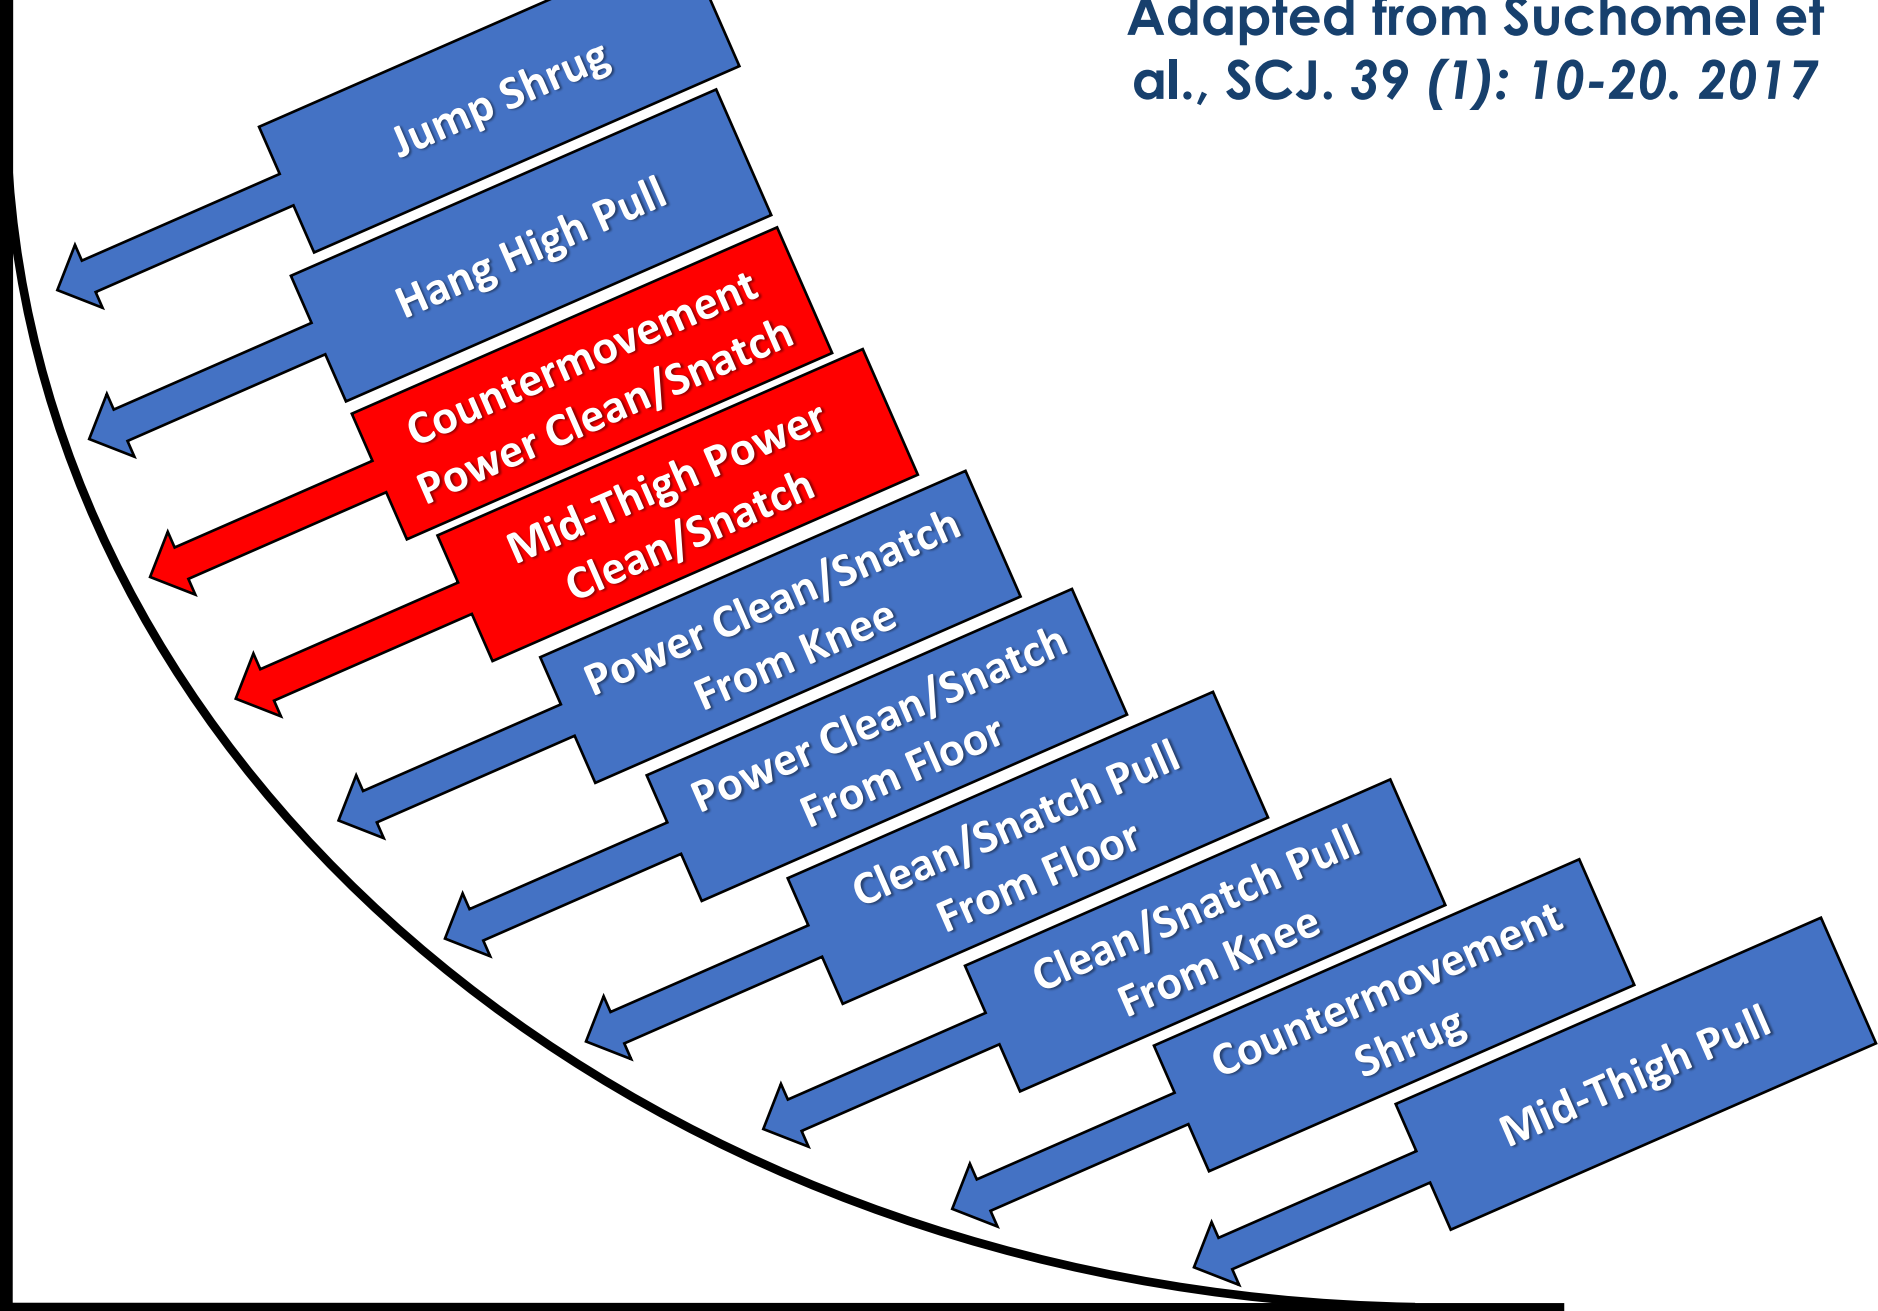 Adapted from Suchomel et
al., SCJ. 39 (1): 10-20. 2017
Jump Shrug
Hang High Pull
Countermovement
Power Clean/Snatch
Mid-Thigh Power
Clean/Snatch
Power Clean/Snatch
From Knee
Power Clean/Snatch
From Floor
Clean/Snatch Pull
From Floor
Clean/Snatch Pull
From Knee
Countermovement
Shrug
Mid-Thigh Pull